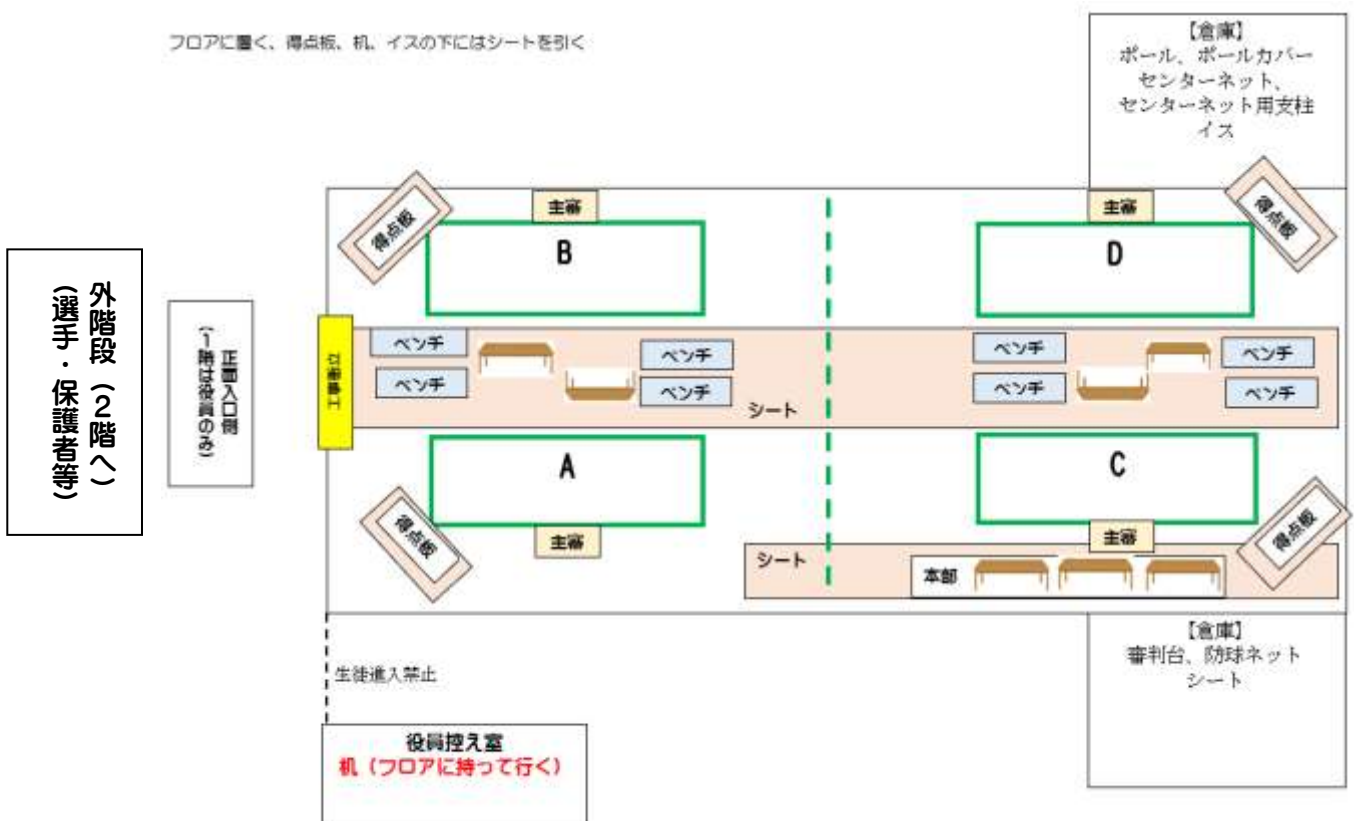 フロアに置く、得点板、机、イスの下にはシートを引く
【倉庫】
ポール、ポールカバー
センターネット、
センターネット用支柱
イス
外階段（２階へ）
（選手・保護者等）
正面入口側
（１階は役員のみ）
得点板
主審
B
主審
D
得点板
ベンチ
ベンチ
ベンチ
ベンチ
シート
ベンチ
ベンチ
ベンチ
ベンチ
A
主審
得点板
C
主審
得点板
シート
本部
生徒進入禁止
役員控え室
机（フロアに持って行く）
【倉庫】
審判台、防球ネット
シート